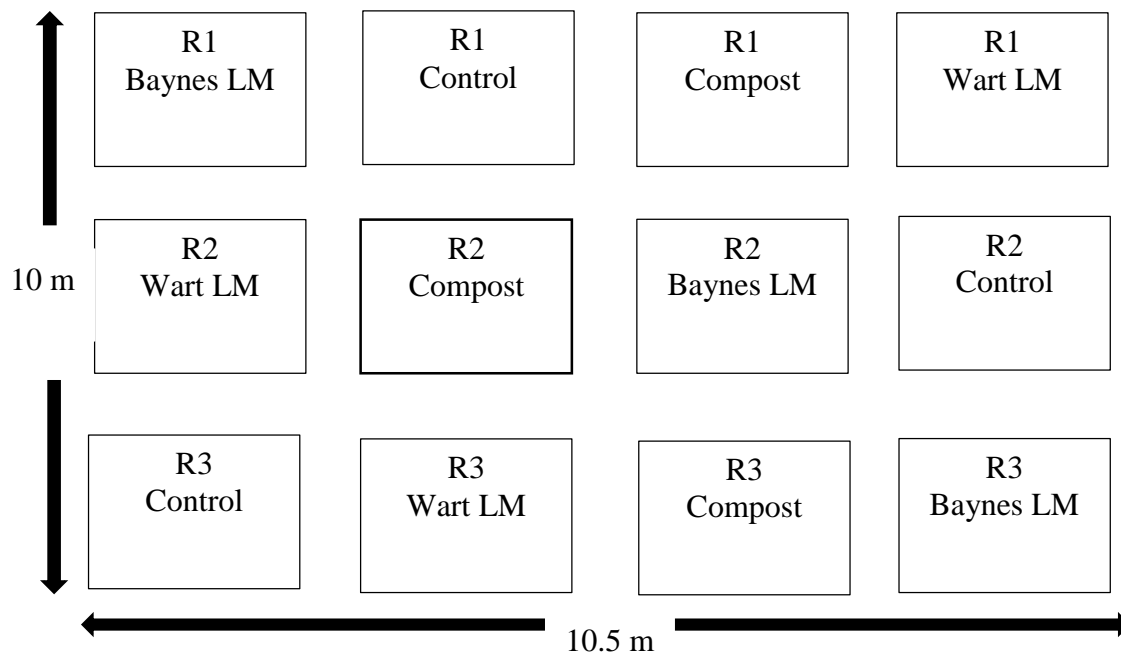 R1
Baynes LM
R1
Control
R1
Compost
R1
Wart LM
10 m
R2
Wart LM
R2
Compost
R2
Baynes LM
R2
Control
R3
Control
R3
Wart LM
R3
Compost
R3
Baynes LM
10.5 m